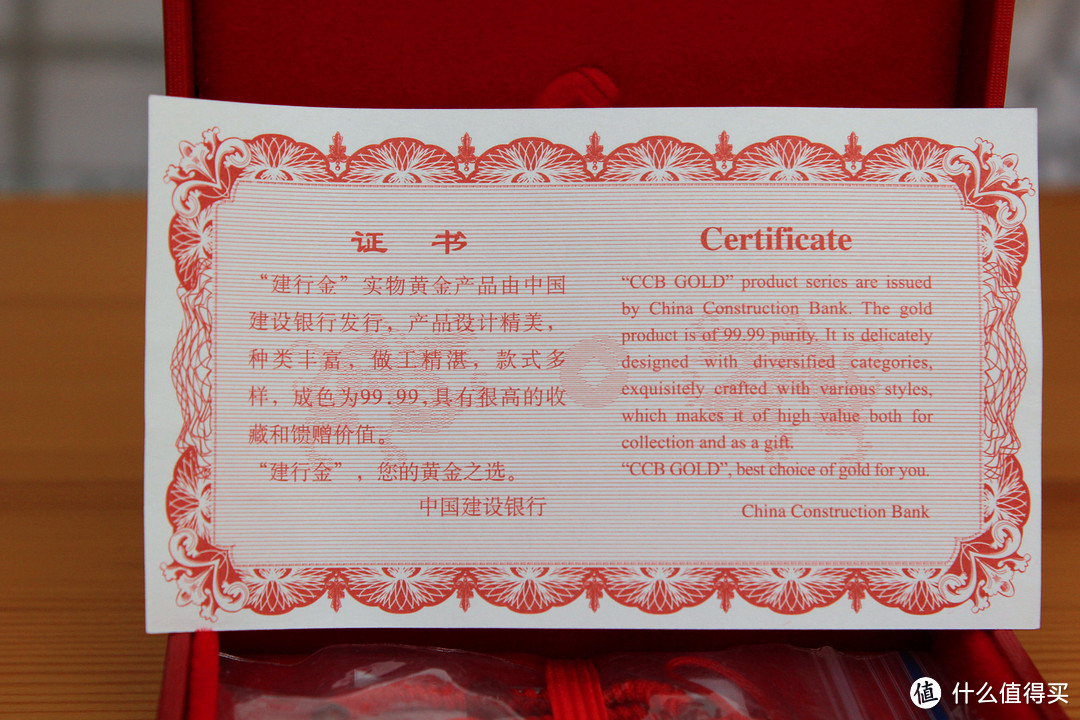 证 书
“建行金”实物黄金产品由中国
建设银行发行，产品设计精美，
种类丰富，做工精湛，款式多
样，成色为99.99,具有很高的收
藏和馈赠价值。
“建行金”，您的黄金之选。
中国建设银行
Certificate
“CCB GOLD” product series are issued
by China Construction Bank. The gold
product is of 99.99 purity. It is delicately
designed with diversified categories,
exquisitely crafted with various styles,
which makes it of high value both for
collection and as a gift.
“CCB GOLD”, best choice of gold for you.
China Construction Bank
值 什么值得买